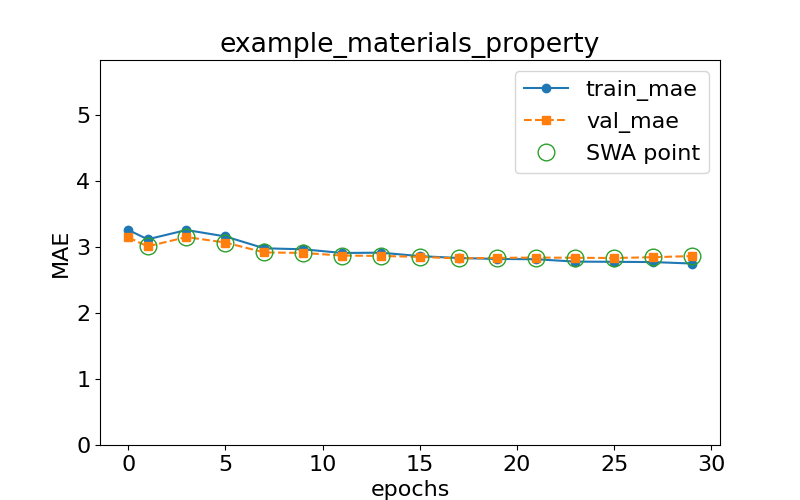 example_materials_property
train_mae
val_mae
SWA point
MAE
5
4
3
2
1
0
0 5 10 15 20 25 30
epochs